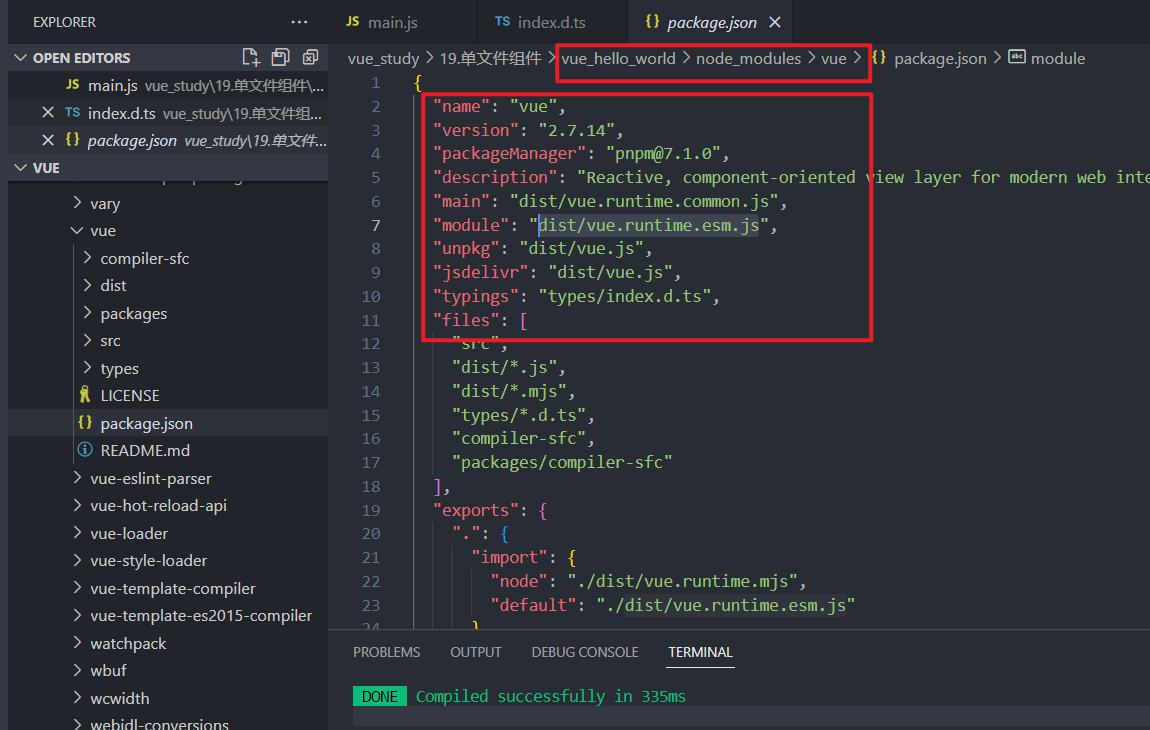 EXPLORER
OPEN EDITORS
JS main.js vue_study\19.单文件组件\...
TS index.d.ts vue_study\19.单文件组...
{} package.json vue_study\19.单文件...
VUE
vary
vue
compiler-sfc
dist
packages
src
types
LICENSE
package.json
README.md
vue-eslint-parser
vue-hot-reload-api
vue-loader
vue-style-loader
vue-template-compiler
vue-template-es2015-compiler
watchpack
wbuf
wcwidth
webidl-conversions
JS main.js TS index.d.ts {} package.json
vue_study > 19.单文件组件 > vue_hello_world > node_modules > vue > {} package.json > abc module
1 {
2 "name": "vue",
3 "version": "2.7.14",
4 "packageManager": "pnpm@7.1.0",
5 "description": "Reactive, component-oriented view layer for modern web inte
6 "main": "dist/vue.runtime.common.js",
7 "module": "dist/vue.runtime.esm.js",
8 "unpkg": "dist/vue.js",
9 "jsdelivr": "dist/vue.js",
10 "typings": "types/index.d.ts",
11 "files": [
12 "src",
13 "dist/*.js",
14 "dist/*.mjs",
15 "types/*.d.ts",
16 "compiler-sfc",
17 "packages/compiler-sfc"
18 ],
19 "exports": {
20 ".": {
21 "import": {
22 "node": "./dist/vue.runtime.mjs",
23 "default": "./dist/vue.runtime.esm.js"
24 }
PROBLEMS OUTPUT DEBUG CONSOLE TERMINAL
DONE Compiled successfully in 335ms